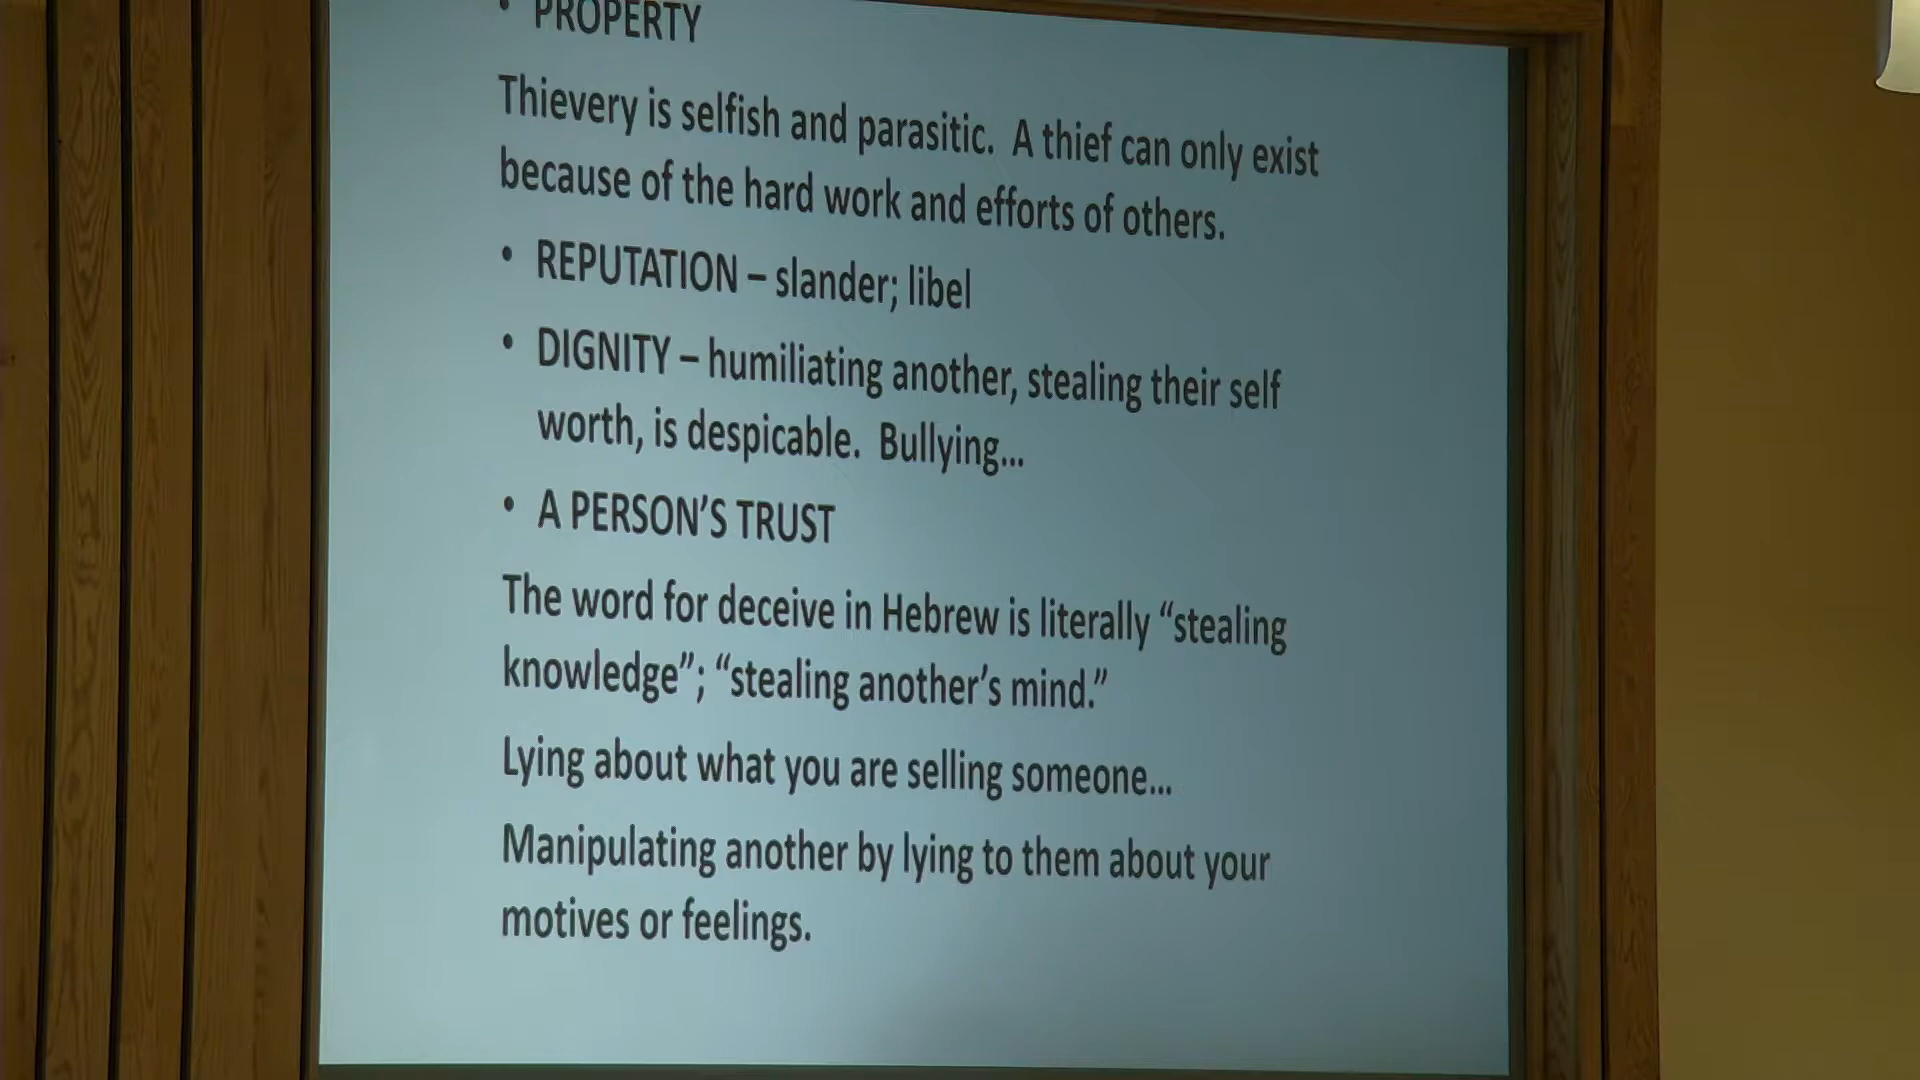 • PROPERTY
Thievery is selfish and parasitic.  A thief can only exist
because of the hard work and efforts of others.
• REPUTATION – slander; libel
• DIGNITY – humiliating another, stealing their self
worth, is despicable.  Bullying...
• A PERSON’S TRUST
The word for deceive in Hebrew is literally “stealing
knowledge”; “stealing another’s mind.”
Lying about what you are selling someone...
Manipulating another by lying to them about your
motives or feelings.